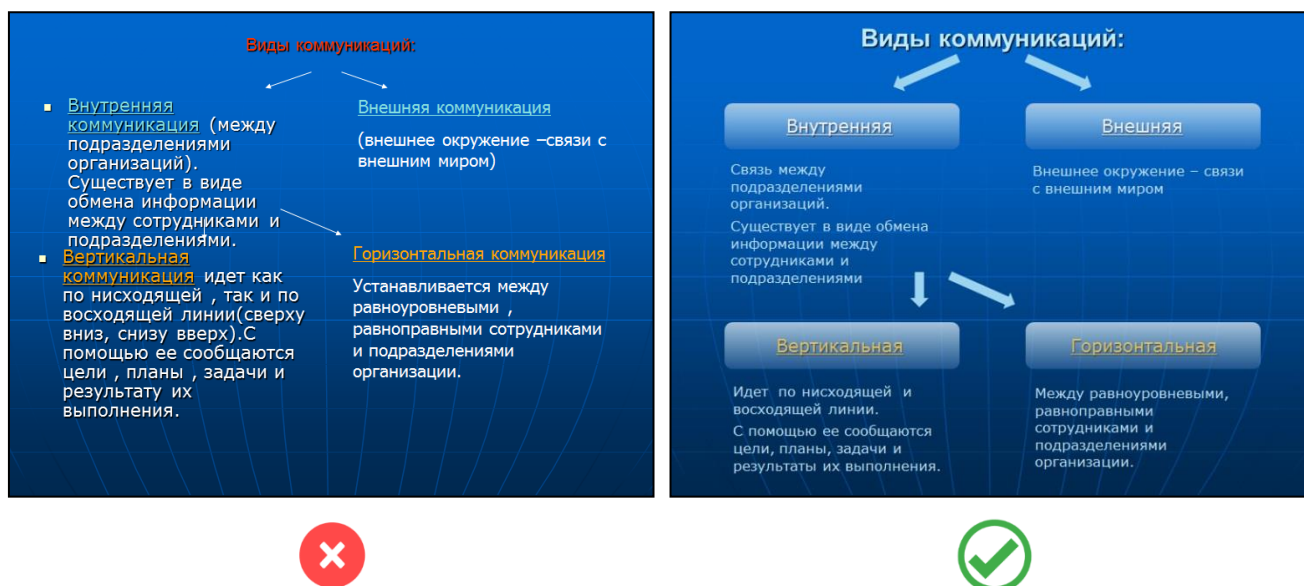 Виды коммуникаций:
Внутренняя
коммуникация (между
подразделениями
организаций).
Существует в виде
обмена информации
между сотрудниками и
подразделениями.
Внешняя коммуникация
(внешнее окружение –связи с
внешним миром)
Вертикальная
коммуникация идет как
по нисходящей , так и по
восходящей линии(сверху
вниз, снизу вверх).С
помощью ее сообщаются
цели , планы , задачи и
результату их
выполнения.
Горизонтальная коммуникация
Устанавливается между
равноуровневыми ,
равноправными сотрудниками
и подразделениями
организации.
Виды коммуникаций:
Внутренняя
Связь между
подразделениями
организаций.
Существует в виде обмена
информации между
сотрудниками и
подразделениями
Внешняя
Внешнее окружение – связи
с внешним миром
Вертикальная
Идет по нисходящей и
восходящей линии.
С помощью ее сообщаются
цели, планы, задачи и
результаты их выполнения.
Горизонтальная
Между равноуровневыми,
равноправными
сотрудниками и
подразделениями
организации.